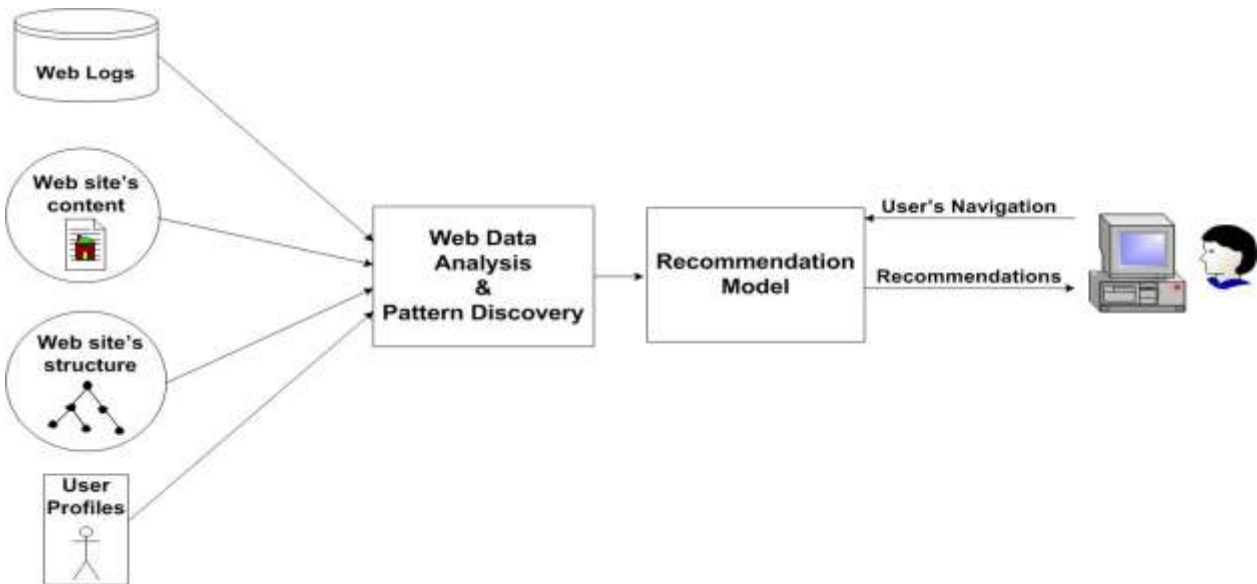 Web Logs
Web site's
content
Web site's
structure
User
Profiles
Web Data
Analysis
&
Pattern Discovery
Recommendation
Model
User's Navigation
Recommendations